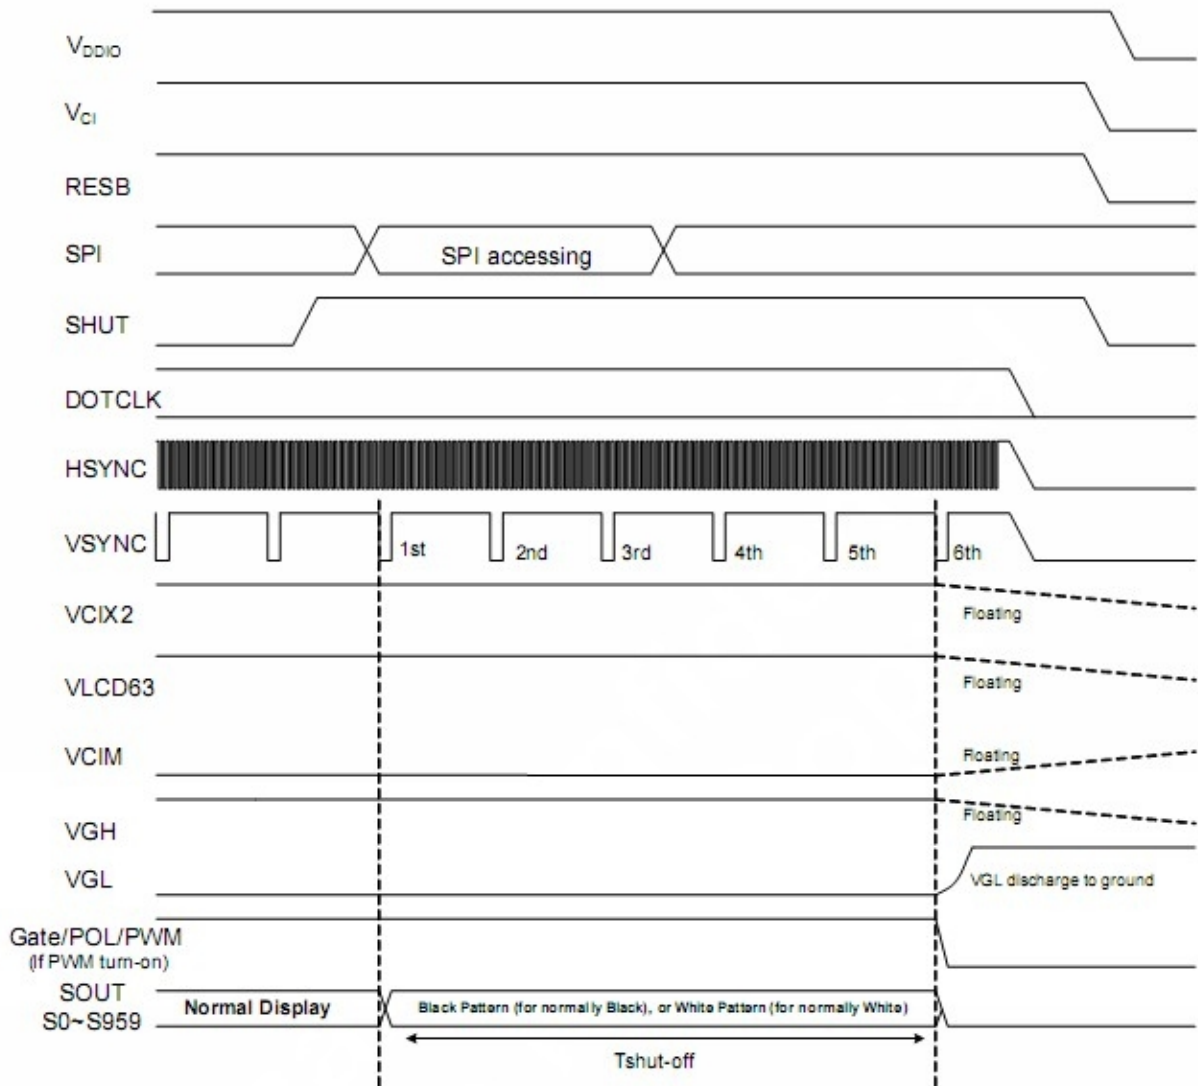 V_DDIO
V_CI
RESB
SPI
SPI accessing
SHUT
DOTCLK
HSYNC
VSYNC
1st 2nd 3rd 4th 5th 6th
VCIX2
Floating
VLCD63
Floating
VCIM
Floating
VGH
Floating
VGL
VGL discharge to ground
Gate/POL/PWM
(If PWM turn-on)
SOUT
S0~S959
Normal Display
Black Pattern (for normally Black), or White Pattern (for normally White)
Tshut-off